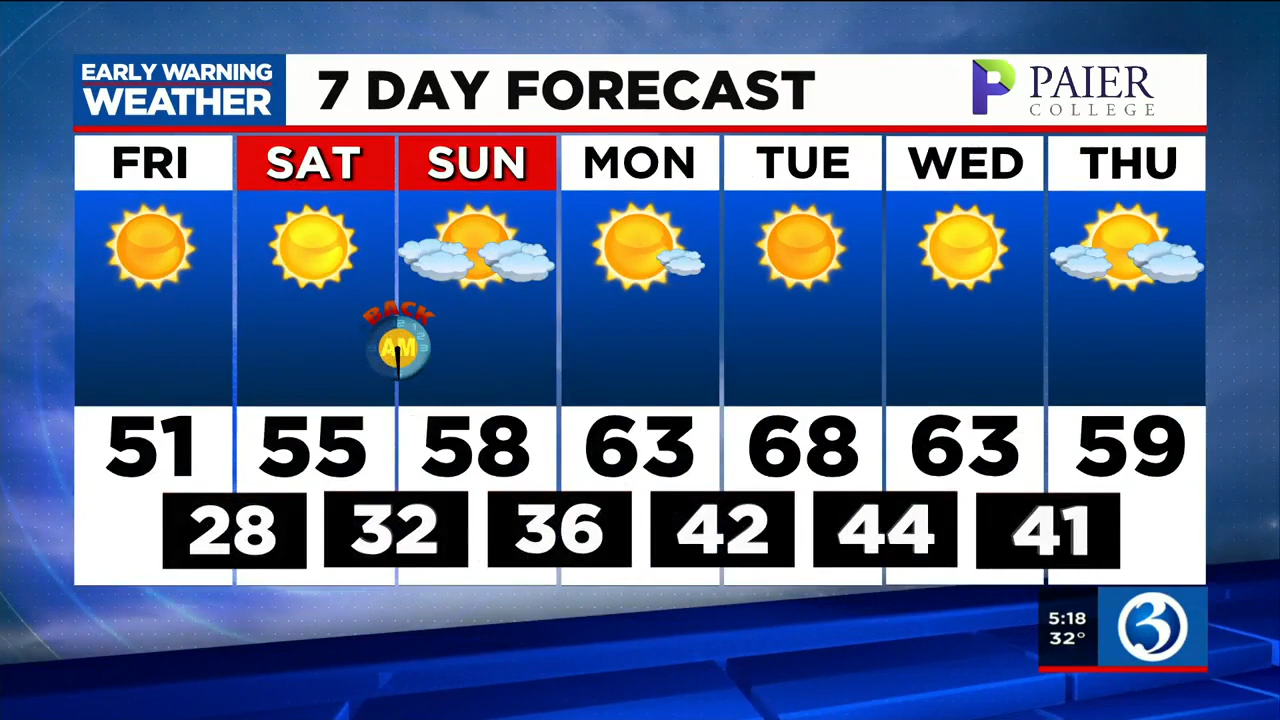 EARLY WARNING
WEATHER
7 DAY FORECAST
PAIER
COLLEGE
FRI SAT SUN MON TUE WED THU
BACK
AM
51 55 58 63 68 63 59
28 32 36 42 44 41
5:18
32°
3